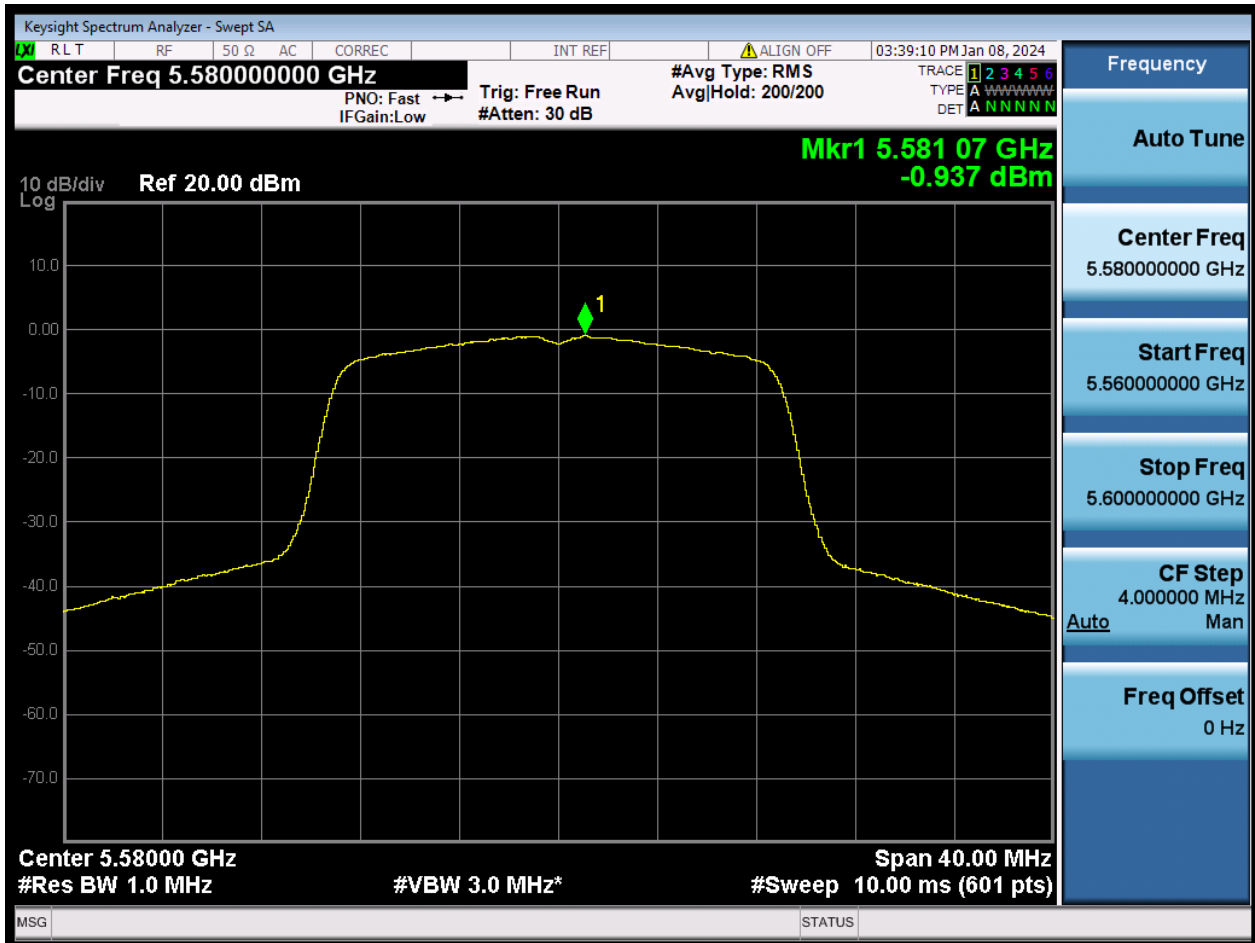 Keysight Spectrum Analyzer - Swept SA
LXI RLT RF 50 Ω AC CORREC INT REF ALIGN OFF 03:39:10 PM Jan 08, 2024
Center Freq 5.580000000 GHz
PNO: Fast
IFGain:Low
Trig: Free Run
#Atten: 30 dB
#Avg Type: RMS
Avg|Hold: 200/200
TRACE 1 2 3 4 5 6
TYPE A WWWWW
DET A N N N N N
Mkr1 5.581 07 GHz
-0.937 dBm
10 dB/div
Log
Ref 20.00 dBm
1
10.0
0.00
-10.0
-20.0
-30.0
-40.0
-50.0
-60.0
-70.0
Center 5.58000 GHz
Span 40.00 MHz
#Res BW 1.0 MHz
#VBW 3.0 MHz*
#Sweep 10.00 ms (601 pts)
MSG
STATUS
Frequency
Auto Tune
Center Freq
5.580000000 GHz
Start Freq
5.560000000 GHz
Stop Freq
5.600000000 GHz
CF Step
4.000000 MHz
Auto Man
Freq Offset
0 Hz